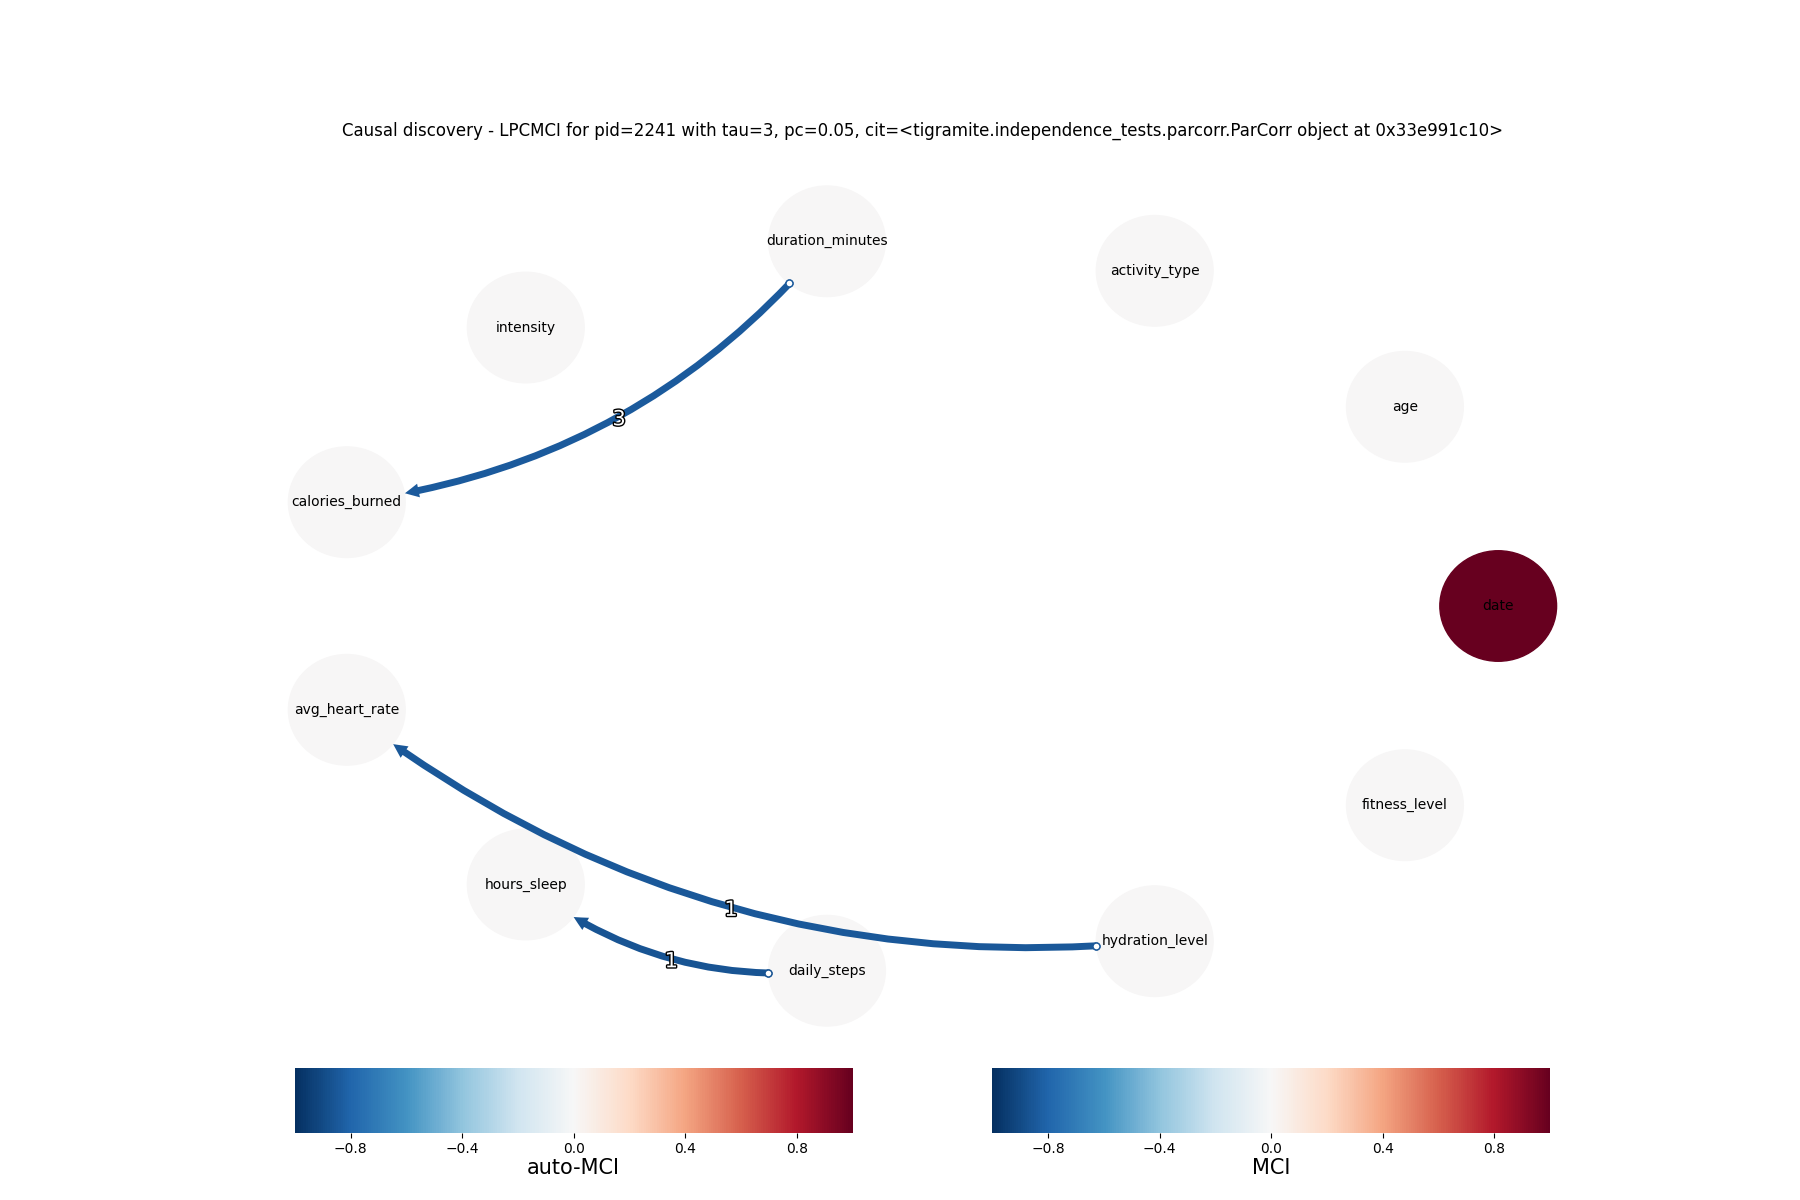 Causal discovery - LPCMCI for pid=2241 with tau=3, pc=0.05, cit=<tigramite.independence_tests.parcorr.ParCorr object at 0x33e991c10>
duration_minutes
activity_type
intensity
age
3
calories_burned
date
avg_heart_rate
fitness_level
hours_sleep
1
hydration_level
1
daily_steps
−0.8 −0.4 0.0 0.4 0.8
auto-MCI
−0.8 −0.4 0.0 0.4 0.8
MCI